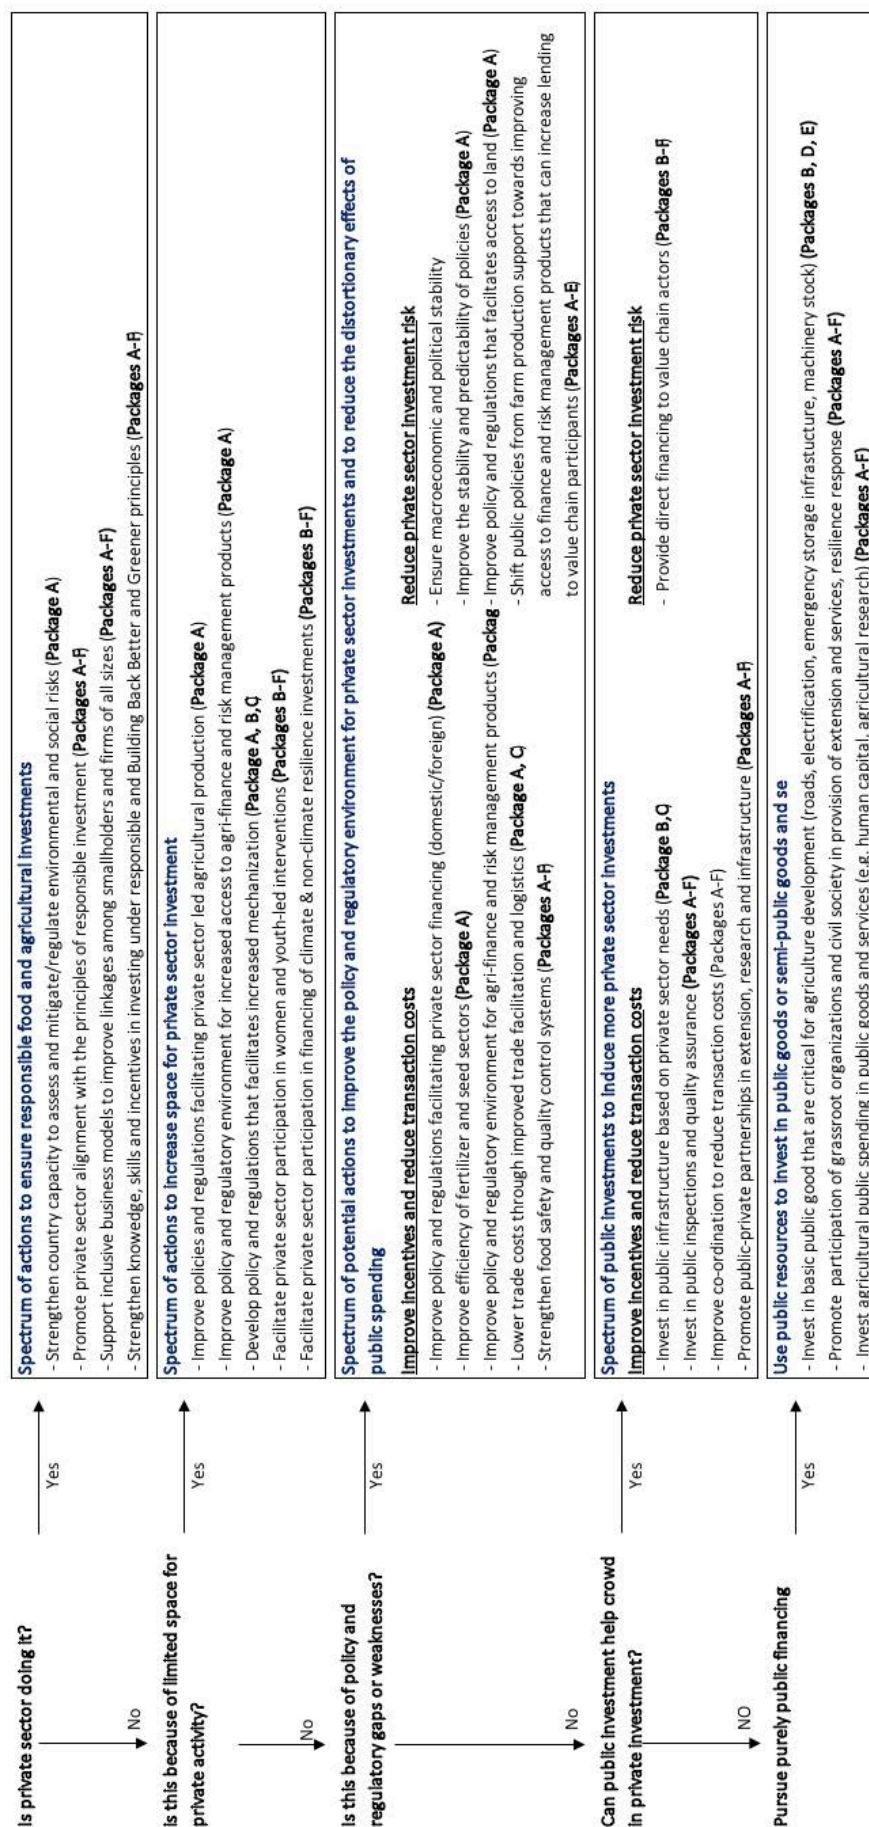 Is private sector doing it?
Yes
No
Spectrum of actions to ensure responsible food and agricultural investments
- Strengthen country capacity to assess and mitigate/regulate environmental and social risks (Package A)
- Promote private sector alignment with the principles of responsible investment (Packages A-F)
- Support inclusive business models to improve linkages among smallholders and firms of all sizes (Packages A-F)
- Strengthen knowledge, skills and incentives in investing under responsible and Building Back Better and Greener principles (Packages A-F)
Is this because of limited space for
private activity?
Yes
No
Spectrum of actions to increase space for private sector investment
- Improve policies and regulations facilitating private sector led agricultural production (Package A)
- Improve policy and regulatory environment for increased access to agri-finance and risk management products (Package A)
- Develop policy and regulations that facilitates increased mechanization (Package A, B,C)
- Facilitate private sector participation in women and youth-led interventions (Packages B-F)
- Facilitate private sector participation in financing of climate & non-climate resilience investments (Packages B-F)
Is this because of policy and
regulatory gaps or weaknesses?
Yes
No
Spectrum of potential actions to improve the policy and regulatory environment for private sector investments and to reduce the distortionary effects of
public spending
Improve incentives and reduce transaction costs
- Improve policy and regulations facilitating private sector financing (domestic/foreign) (Package A)
- Improve efficiency of fertilizer and seed sectors (Package A)
- Improve policy and regulatory environment for agri-finance and risk management products (Packag
- Lower trade costs through improved trade facilitation and logistics (Package A, C)
- Strengthen food safety and quality control systems (Packages A-F)
Reduce private sector investment risk
- Ensure macroeconomic and political stability
- Improve the stability and predictability of policies (Package A)
- Improve policy and regulations that facilitates access to land (Package A)
- Shift public policies from farm production support towards improving
access to finance and risk management products that can increase lending
to value chain participants (Packages A-E)
Can public investment help crowd
in private investment?
Yes
NO
Spectrum of public investments to induce more private sector investments
Improve incentives and reduce transaction costs
- Invest in public infrastructure based on private sector needs (Package B,C)
- Invest in public inspections and quality assurance (Packages A-F)
- Improve co-ordination to reduce transaction costs (Packages A-F)
- Promote public-private partnerships in extension, research and infrastructure (Packages A-F)
Reduce private sector investment risk
- Provide direct financing to value chain actors (Packages B-F)
Pursue purely public financing
Yes
Use public resources to invest in public goods or semi-public goods and se
- Invest in basic public good that are critical for agriculture development (roads, electrification, emergency storage infrastucture, machinery stock) (Packages B, D, E)
- Promote participation of grassroot organizations and civil society in provision of extension and services, resilience response (Packages A-F)
- Invest agricultural public spending in public goods and services (e.g. human capital, agricultural research) (Packages A-F)